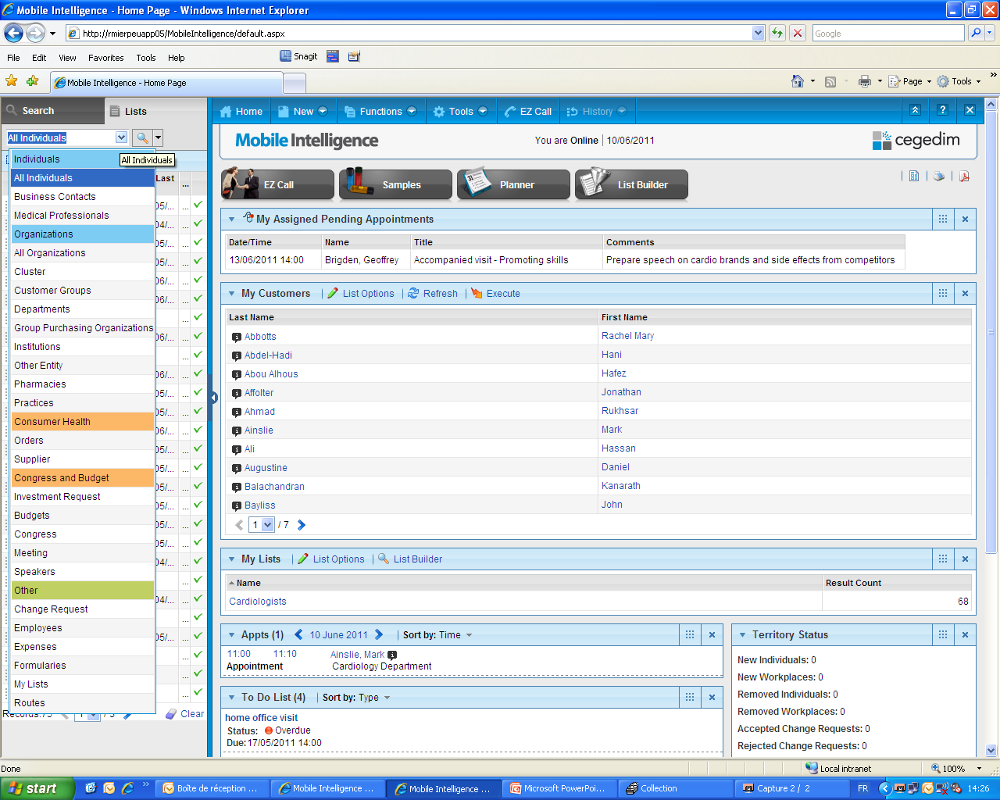 Mobile Intelligence - Home Page - Windows Internet Explorer
http://rmierpeuapp05/MobileIntelligence/default.aspx
Google
File Edit View Favorites Tools Help
Snagit
Mobile Intelligence - Home Page
Page Tools
Search
Lists
Home New Functions Tools EZ Call History
All Individuals
Mobile Intelligence
You are Online | 10/06/2011
cegedim
Individuals
All Individuals
All Individuals
Business Contacts
Medical Professionals
Organizations
All Organizations
Cluster
Customer Groups
Departments
Group Purchasing Organizations
Institutions
Other Entity
Pharmacies
Practices
Consumer Health
Orders
Supplier
Congress and Budget
Investment Request
Budgets
Congress
Meeting
Speakers
Other
Change Request
Employees
Expenses
Formularies
My Lists
Routes
Last
...
05/... ...
04/... ...
05/... ...
05/... ...
06/... ...
06/... ...
...
06/... ...
...
06/... ...
05/... ...
05/... ...
06/... ...
05/... ...
05/... ...
05/... ...
05/... ...
05/... ...
05/... ...
04/... ...
...
04/... ...
...
05/... ...
...
...
...
Clear
EZ Call
Samples
Planner
List Builder
My Assigned Pending Appointments
Date/Time Name Title Comments
13/06/2011 14:00 Brigden, Geoffrey Accompanied visit - Promoting skills Prepare speech on cardio brands and side effects from competitors
My Customers | List Options | Refresh | Execute
Last Name First Name
Abbotts Rachel Mary
Abdel-Hadi Hani
Abou Alhous Hafez
Affolter Jonathan
Ahmad Rukhsar
Ainslie Mark
Ali Hassan
Augustine Daniel
Balachandran Kanarath
Bayliss John
1 / 7
My Lists | List Options | List Builder
Name Result Count
Cardiologists 68
Appts (1) 10 June 2011 | Sort by: Time
11:00 11:10 Ainslie, Mark
Appointment Cardiology Department
To Do List (4) | Sort by: Type
home office visit
Status: Overdue
Due:17/05/2011 14:00
Territory Status
New Individuals: 0
New Workplaces: 0
Removed Individuals: 0
Removed Workplaces: 0
Accepted Change Requests: 0
Rejected Change Requests: 0
Done
Local intranet
100%
start
Boîte de réception ...
Mobile Intelligence ...
Mobile Intelligence ...
Microsoft PowerPoi...
Collection
Capture 2 / 2
FR
14:26